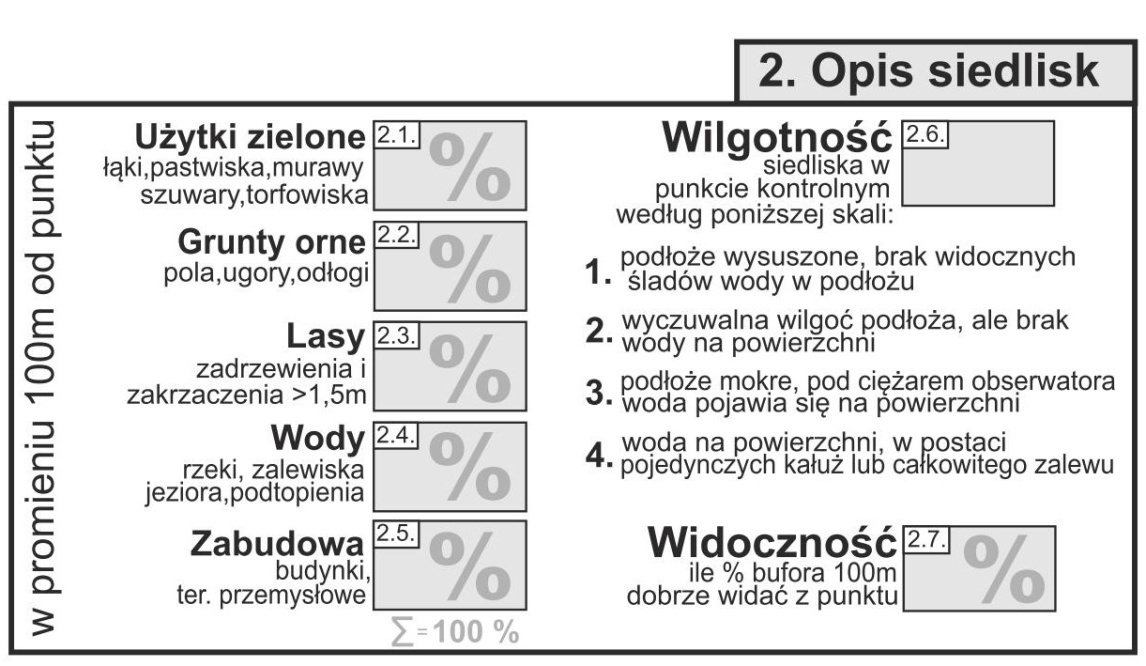 2. Opis siedlisk
w promieniu 100m od punktu
Użytki zielone 2.1. %
łąki,pastwiska,murawy
szuwary,torfowiska
Grunty orne 2.2. %
pola,ugory,odłogi
Lasy 2.3. %
zadrzewienia i
zakrzaczenia >1,5m
Wody 2.4. %
rzeki, zalewiska
jeziora,podtopienia
Zabudowa 2.5. %
budynki,
ter. przemysłowe
∑=100 %
Wilgotność 2.6.
siedliska w
punkcie kontrolnym
według poniższej skali:
1. podłoże wysuszone, brak widocznych
śladów wody w podłożu
2. wyczuwalna wilgoć podłoża, ale brak
wody na powierzchni
3. podłoże mokre, pod ciężarem obserwatora
woda pojawia się na powierzchni
4. woda na powierzchni, w postaci
pojedynczych kałuż lub całkowitego zalewu
Widoczność 2.7. %
ile % bufora 100m
dobrze widać z punktu